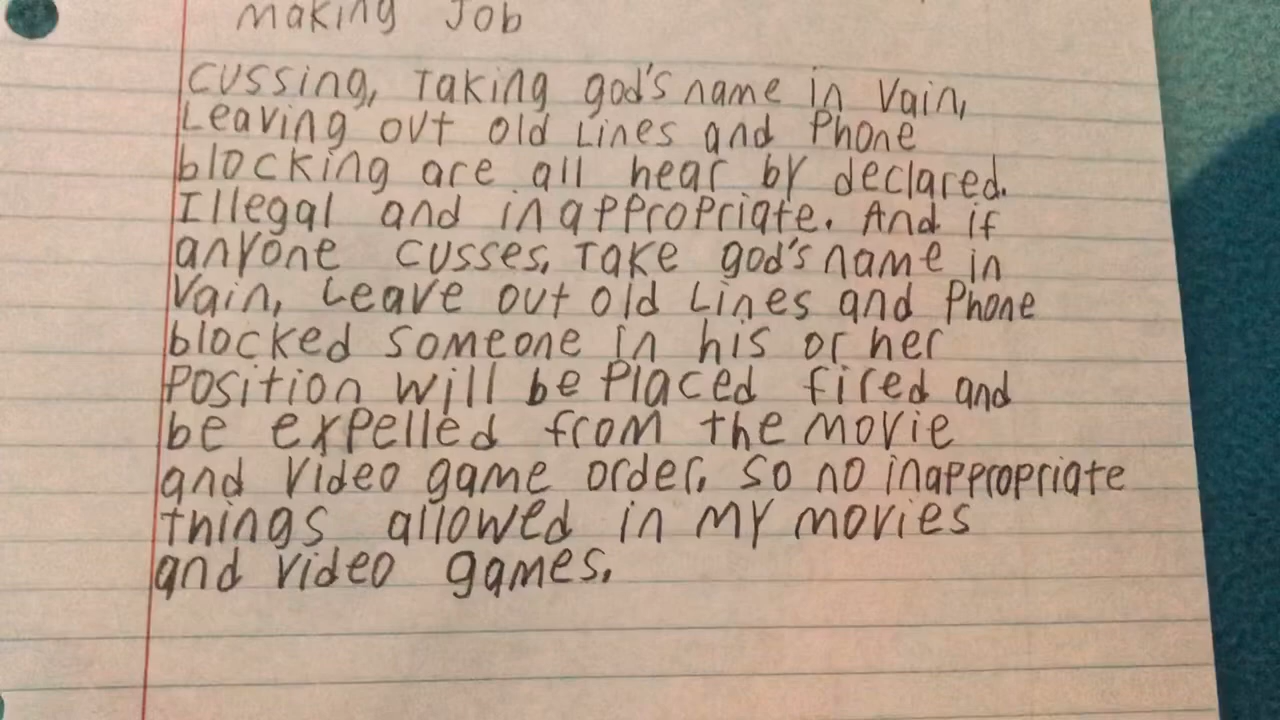 making Job
cussing, Taking god's name in Vain,
Leaving out old Lines and Phone
blocking are all hear by declared.
Illegal and inappropriate. And if
anyone cusses, Take god's name in
Vain, Leave out old Lines and Phone
blocked someone in his or her
Position will be Placed fired and
be expelled from the movie
and video game order. So no inappropriate
things allowed in my movies
and video games.